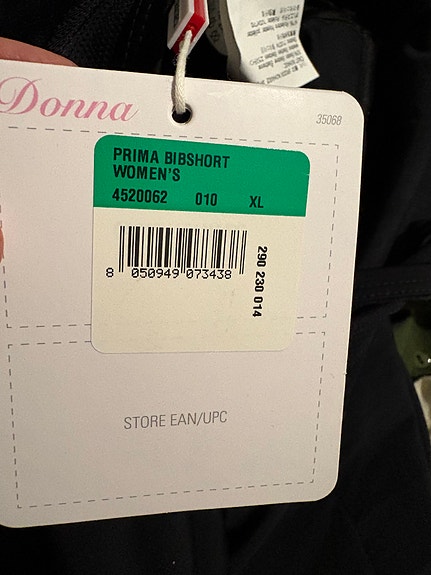 Donna
35068
PRIMA BIBSHORT
WOMEN'S
4520062 010 XL
8 050949 073438
290 230 014
STORE EAN/UPC